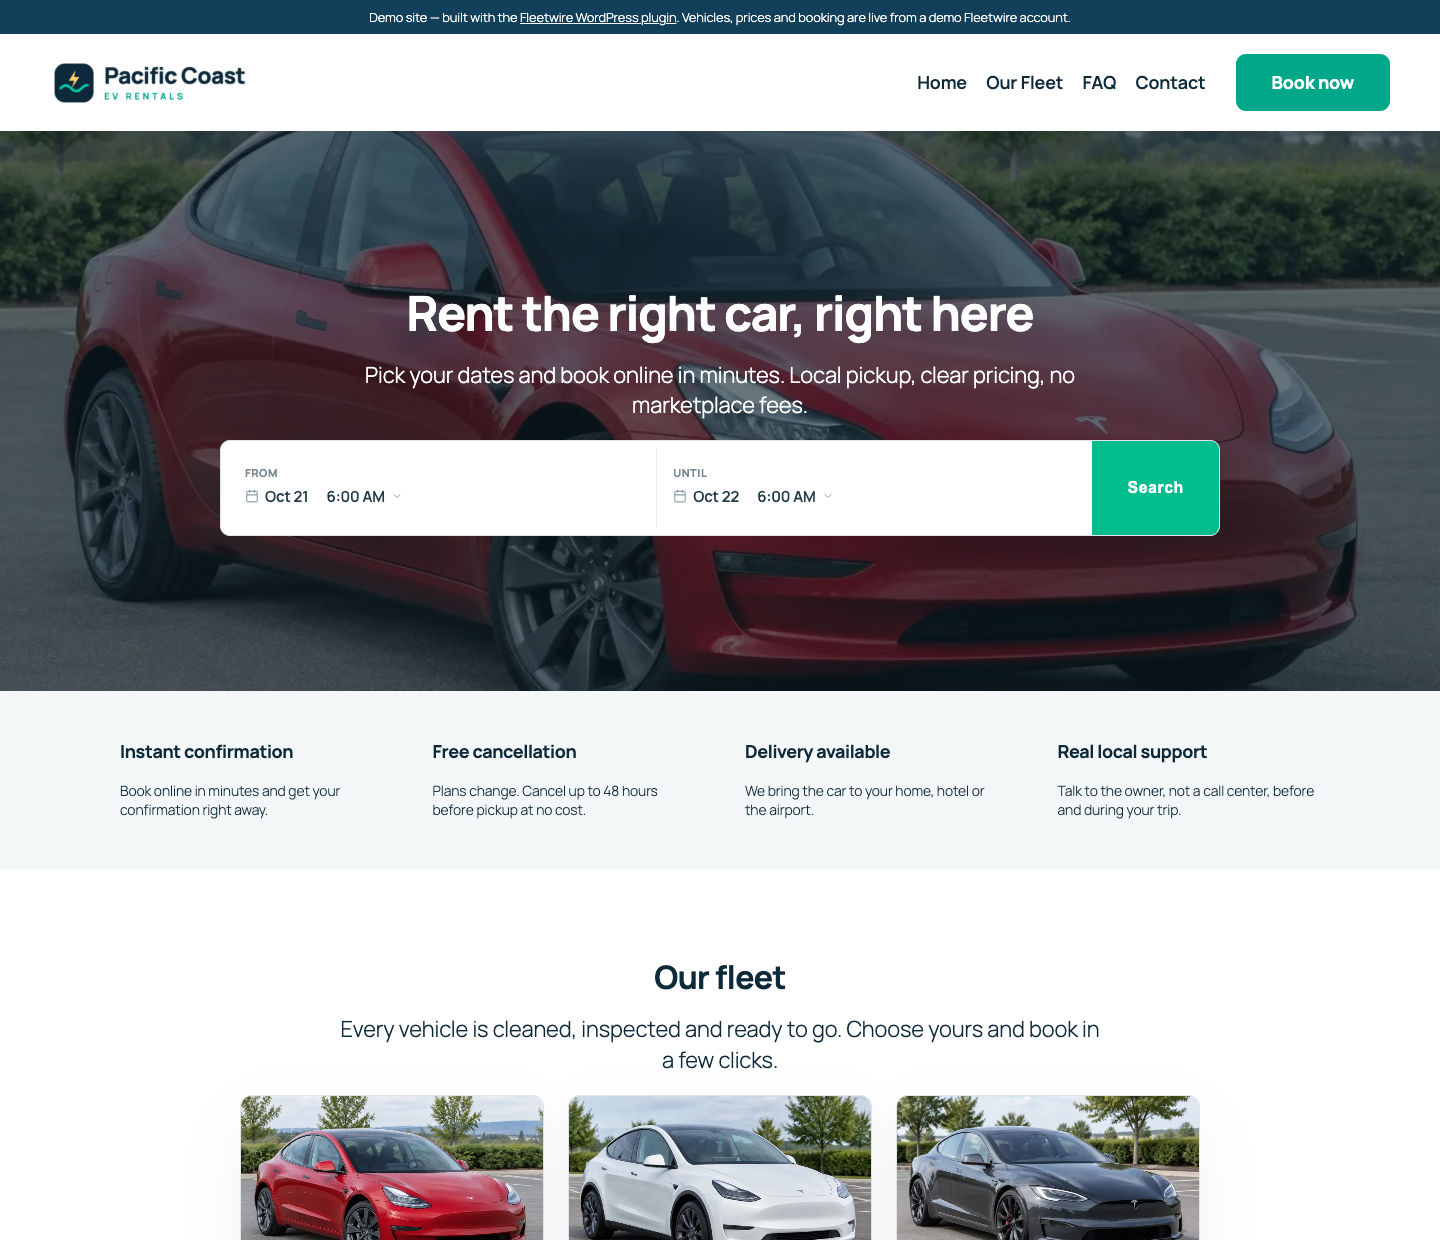 Demo site — built with the Fleetwire WordPress plugin. Vehicles, prices and booking are live from a demo Fleetwire account.
Pacific Coast
EV RENTALS
Home Our Fleet FAQ Contact Book now
Rent the right car, right here
Pick your dates and book online in minutes. Local pickup, clear pricing, no
marketplace fees.
FROM
Oct 21 6:00 AM
UNTIL
Oct 22 6:00 AM
Search
Instant confirmation
Book online in minutes and get your
confirmation right away.
Free cancellation
Plans change. Cancel up to 48 hours
before pickup at no cost.
Delivery available
We bring the car to your home, hotel or
the airport.
Real local support
Talk to the owner, not a call center, before
and during your trip.
Our fleet
Every vehicle is cleaned, inspected and ready to go. Choose yours and book in
a few clicks.